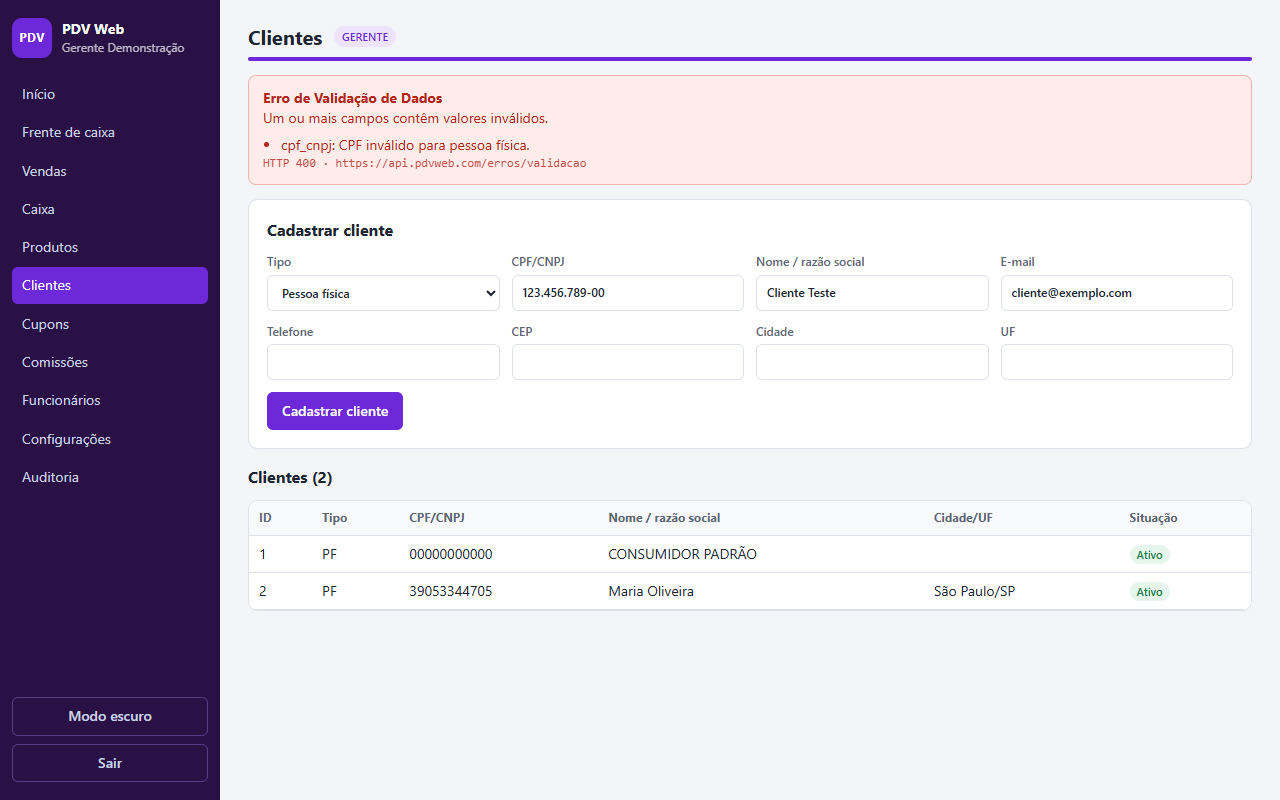 PDV
PDV Web
Gerente Demonstração
Início
Frente de caixa
Vendas
Caixa
Produtos
Clientes
Cupons
Comissões
Funcionários
Configurações
Auditoria
Modo escuro
Sair
Clientes GERENTE
Erro de Validação de Dados
Um ou mais campos contêm valores inválidos.
• cpf_cnpj: CPF inválido para pessoa física.
HTTP 400 · https://api.pdvweb.com/erros/validacao
Cadastrar cliente
Tipo CPF/CNPJ Nome / razão social E-mail
Pessoa física 123.456.789-00 Cliente Teste cliente@exemplo.com
Telefone CEP Cidade UF
Cadastrar cliente
Clientes (2)
ID Tipo CPF/CNPJ Nome / razão social Cidade/UF Situação
1 PF 00000000000 CONSUMIDOR PADRÃO Ativo
2 PF 39053344705 Maria Oliveira São Paulo/SP Ativo